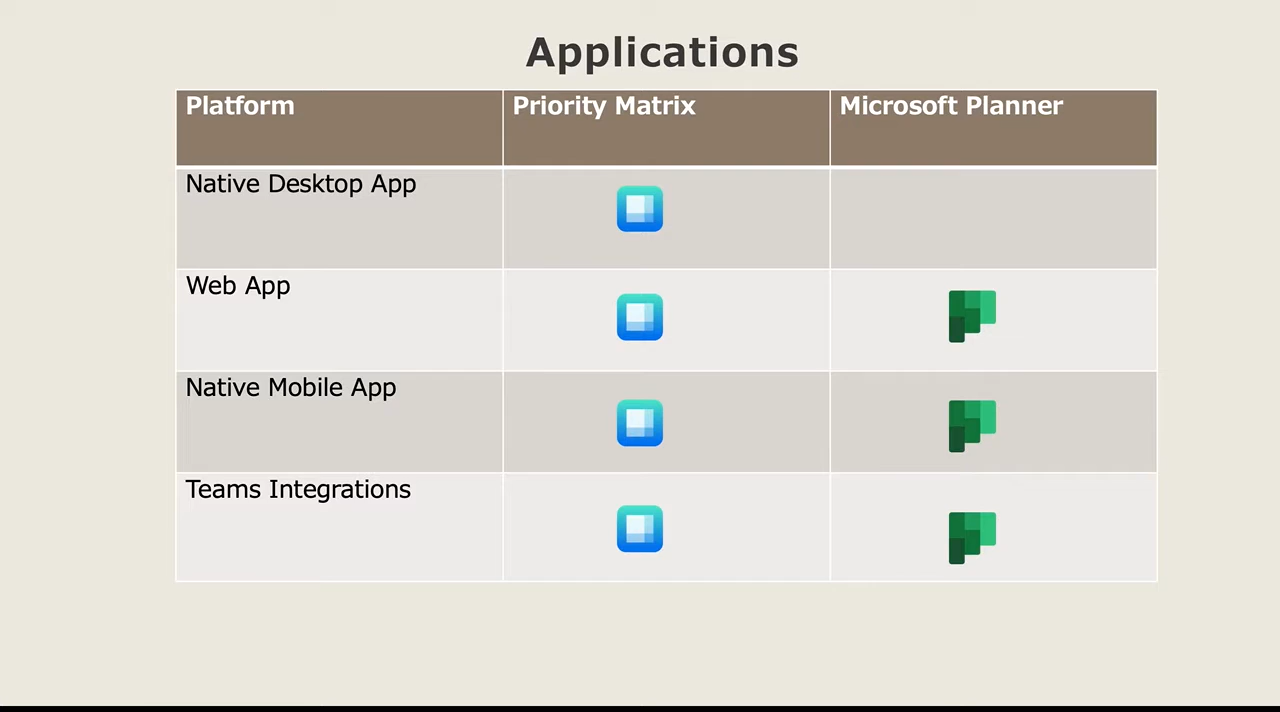 Applications
Platform
Priority Matrix
Microsoft Planner
Native Desktop App
Web App
Native Mobile App
Teams Integrations